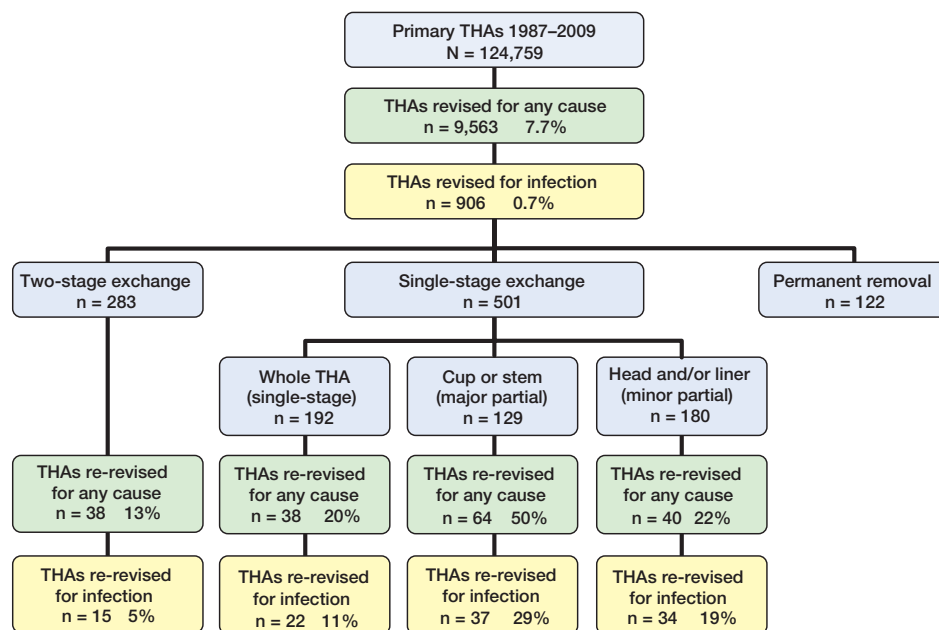 Primary THAs 1987–2009
N = 124,759
THAs revised for any cause
n = 9,563 7.7%
THAs revised for infection
n = 906 0.7%
Two-stage exchange
n = 283
Single-stage exchange
n = 501
Permanent removal
n = 122
Whole THA
(single-stage)
n = 192
Cup or stem
(major partial)
n = 129
Head and/or liner
(minor partial)
n = 180
THAs re-revised
for any cause
n = 38 13%
THAs re-revised
for any cause
n = 38 20%
THAs re-revised
for any cause
n = 64 50%
THAs re-revised
for any cause
n = 40 22%
THAs re-revised
for infection
n = 15 5%
THAs re-revised
for infection
n = 22 11%
THAs re-revised
for infection
n = 37 29%
THAs re-revised
for infection
n = 34 19%